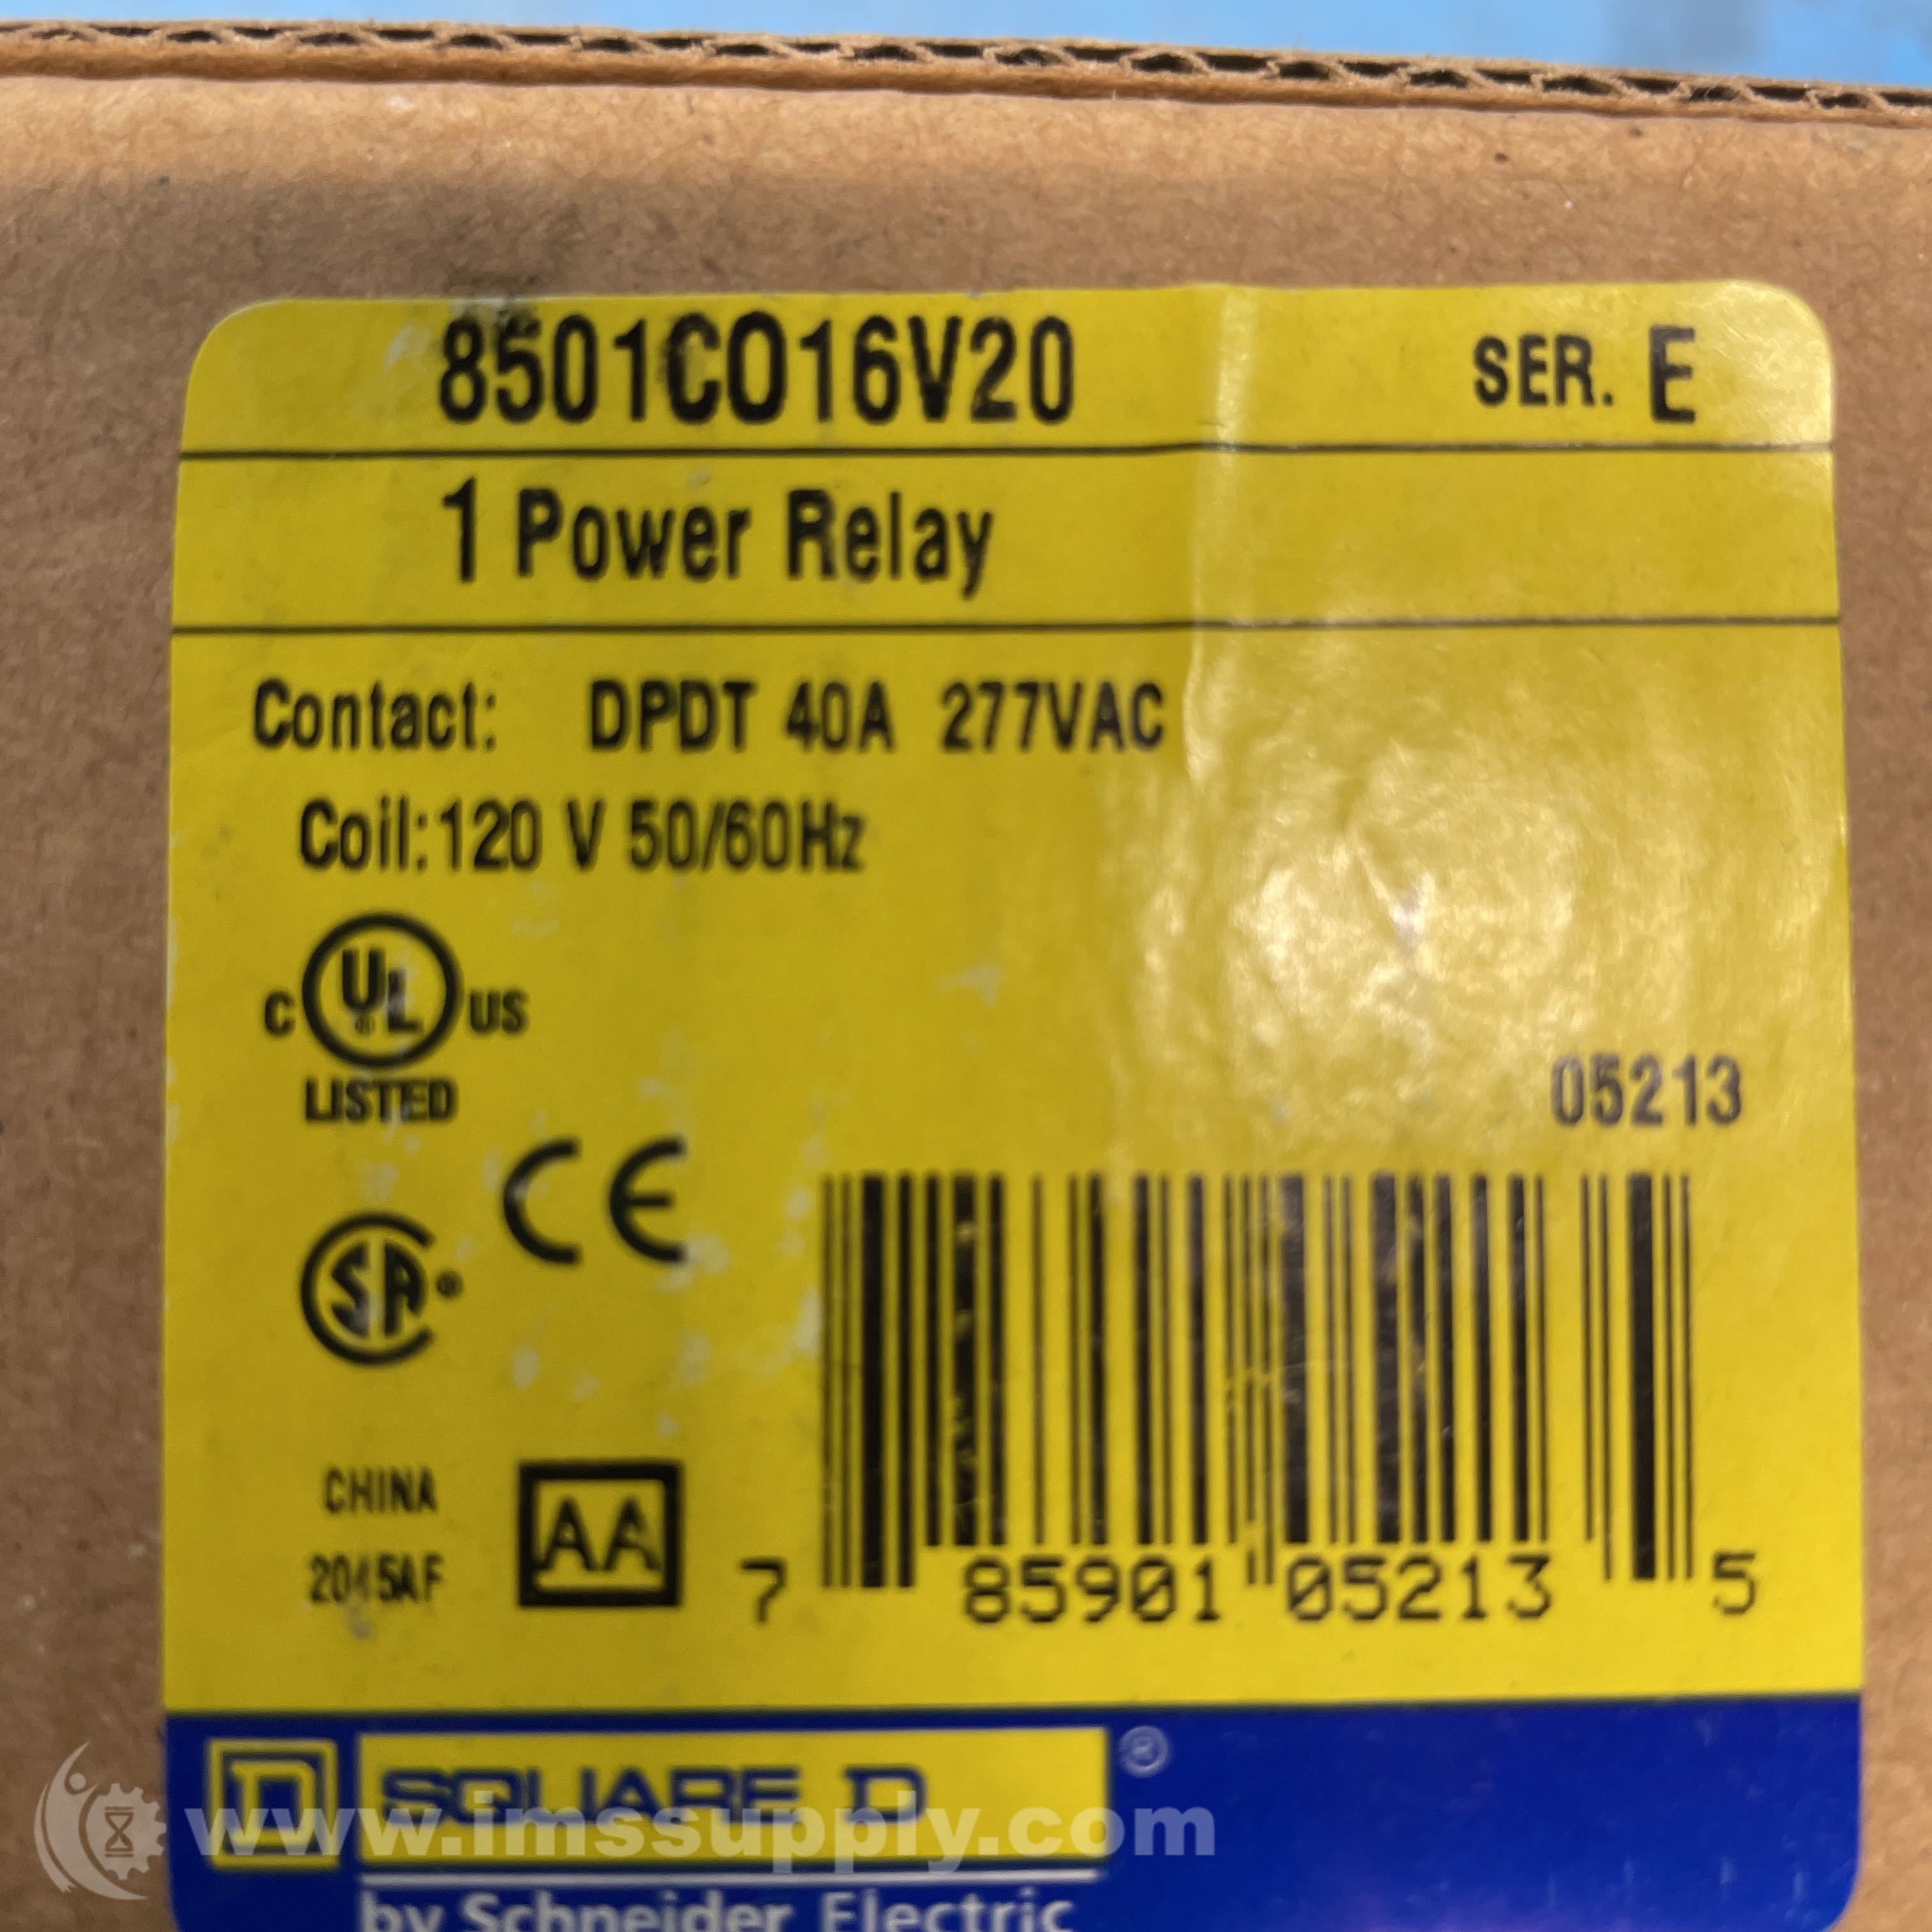 8501CO16V20 SER. E
1 Power Relay
Contact: DPDT 40A 277VAC
Coil:120 V 50/60Hz
C UL® US
LISTED
05213
CE
SA®
CHINA
2045AF
AA
7 85901 05213 5
D SQUARE D®
www.imssupply.com
by Schneider Electric